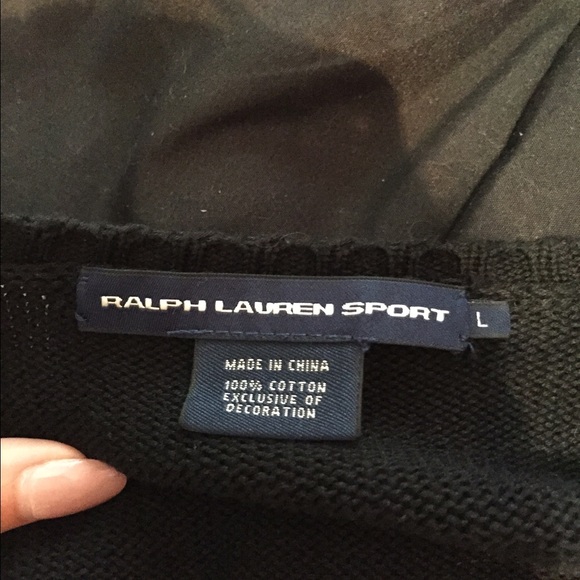 RALPH LAUREN SPORT L
MADE IN CHINA
100% COTTON
EXCLUSIVE OF
DECORATION